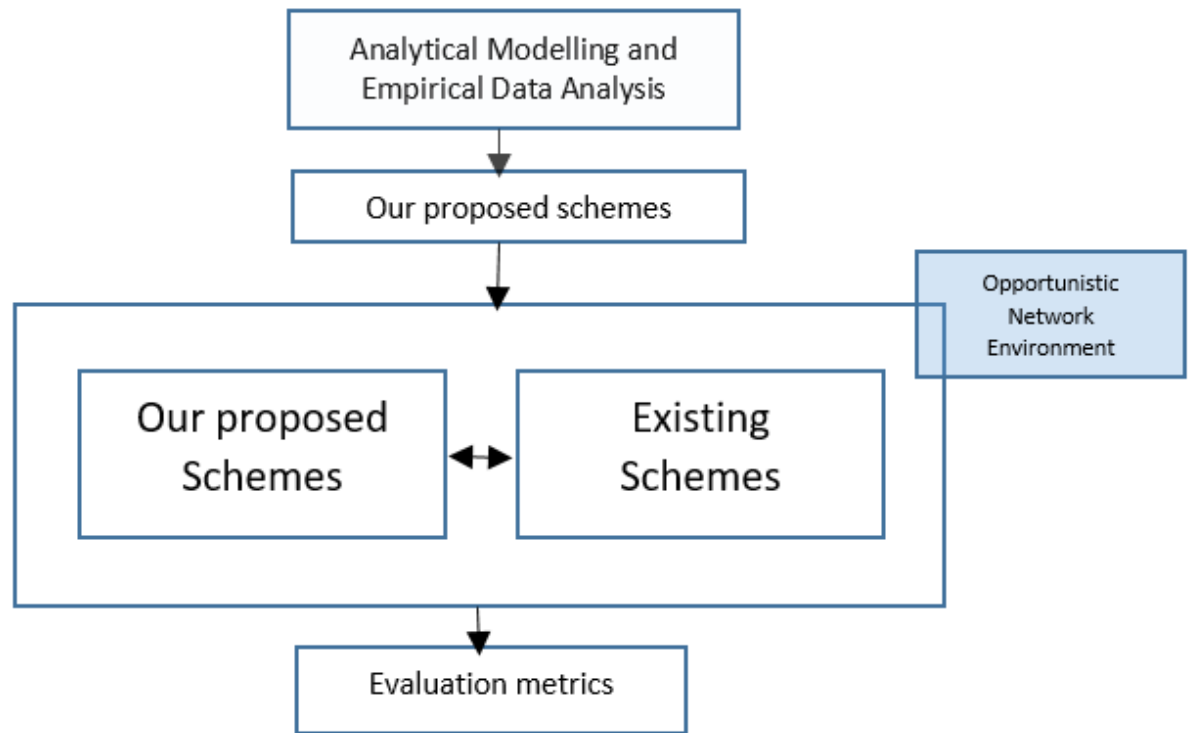 Analytical Modelling and
Empirical Data Analysis
Our proposed schemes
Opportunistic
Network
Environment
Our proposed
Schemes
Existing
Schemes
Evaluation metrics